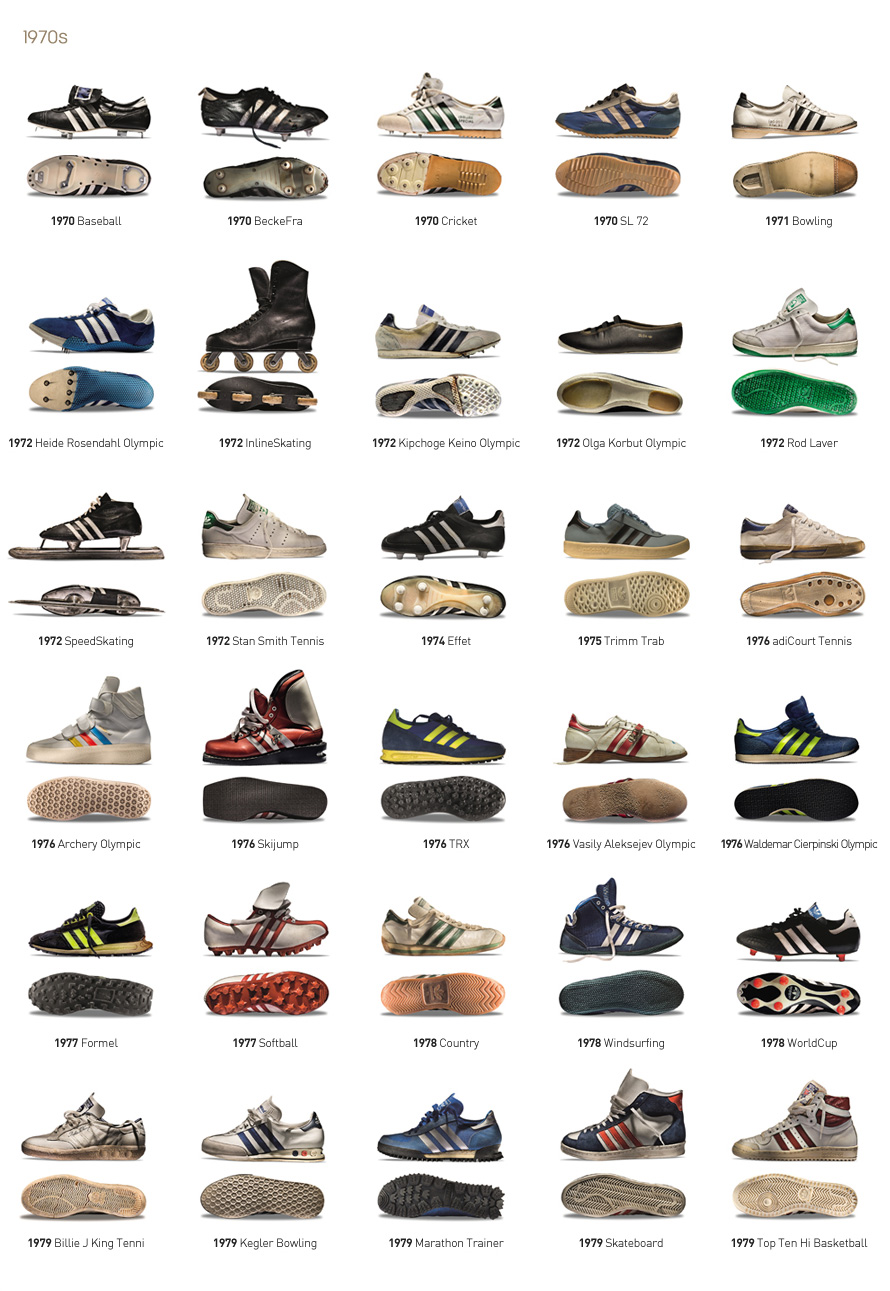 1970s
1970 Baseball
1970 BeckeFra
1970 Cricket
1970 SL 72
1971 Bowling
1972 Heide Rosendahl Olympic
1972 InlineSkating
1972 Kipchoge Keino Olympic
1972 Olga Korbut Olympic
1972 Rod Laver
1972 SpeedSkating
1972 Stan Smith Tennis
1974 Effet
1975 Trimm Trab
1976 adiCourt Tennis
1976 Archery Olympic
1976 Skijump
1976 TRX
1976 Vasily Aleksejev Olympic
1976 Waldemar Cierpinski Olympic
1977 Formel
1977 Softball
1978 Country
1978 Windsurfing
1978 WorldCup
1979 Billie J King Tenni
1979 Kegler Bowling
1979 Marathon Trainer
1979 Skateboard
1979 Top Ten Hi Basketball